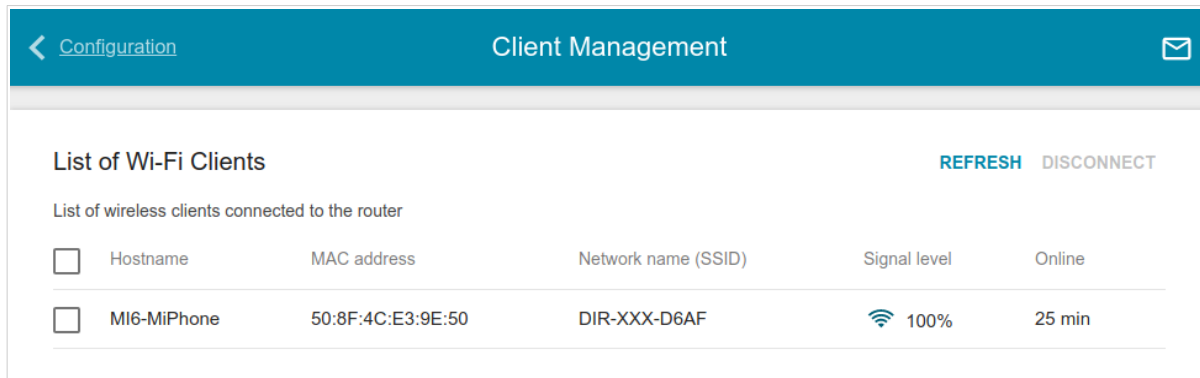 Configuration
Client Management
List of Wi-Fi Clients
REFRESH DISCONNECT
List of wireless clients connected to the router
Hostname MAC address Network name (SSID) Signal level Online
MI6-MiPhone 50:8F:4C:E3:9E:50 DIR-XXX-D6AF 100% 25 min